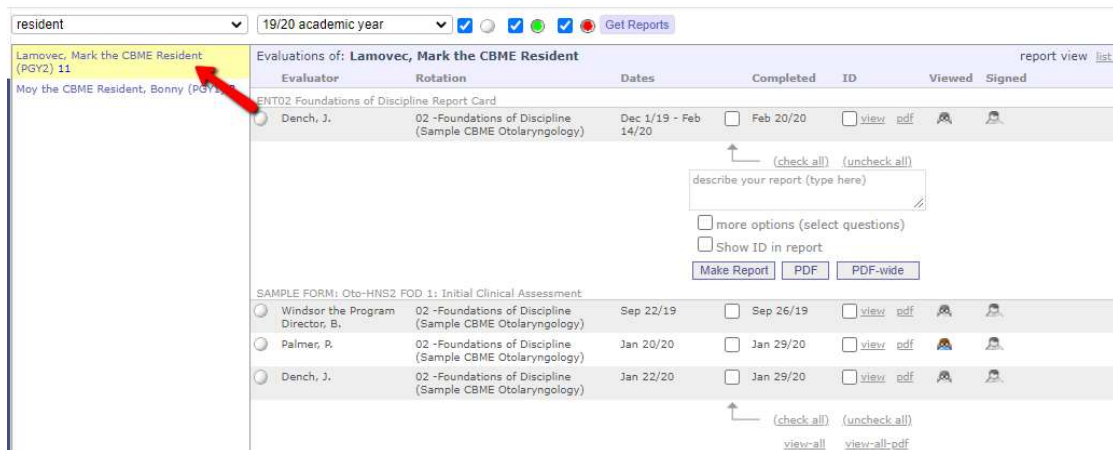 resident 19/20 academic year Get Reports
Lamovec, Mark the CBME Resident
(PGY2) 11
Moy the CBME Resident, Bonny (PGY1)
Evaluations of: Lamovec, Mark the CBME Resident report view list
Evaluator Rotation Dates Completed ID Viewed Signed
ENT02 Foundations of Discipline Report Card
Dench, J. 02 -Foundations of Discipline Dec 1/19 - Feb Feb 20/20 view pdf
(Sample CBME Otolaryngology) 14/20
(check all) (uncheck all)
describe your report (type here)
more options (select questions)
Show ID in report
Make Report PDF PDF-wide
SAMPLE FORM: Oto-HNS2 FOD 1: Initial Clinical Assessment
Windsor the Program 02 -Foundations of Discipline Sep 22/19 Sep 26/19 view pdf
Director, B. (Sample CBME Otolaryngology)
Palmer, P. 02 -Foundations of Discipline Jan 20/20 Jan 29/20 view pdf
(Sample CBME Otolaryngology)
Dench, J. 02 -Foundations of Discipline Jan 22/20 Jan 29/20 view pdf
(Sample CBME Otolaryngology)
(check all) (uncheck all)
view-all view-all-pdf